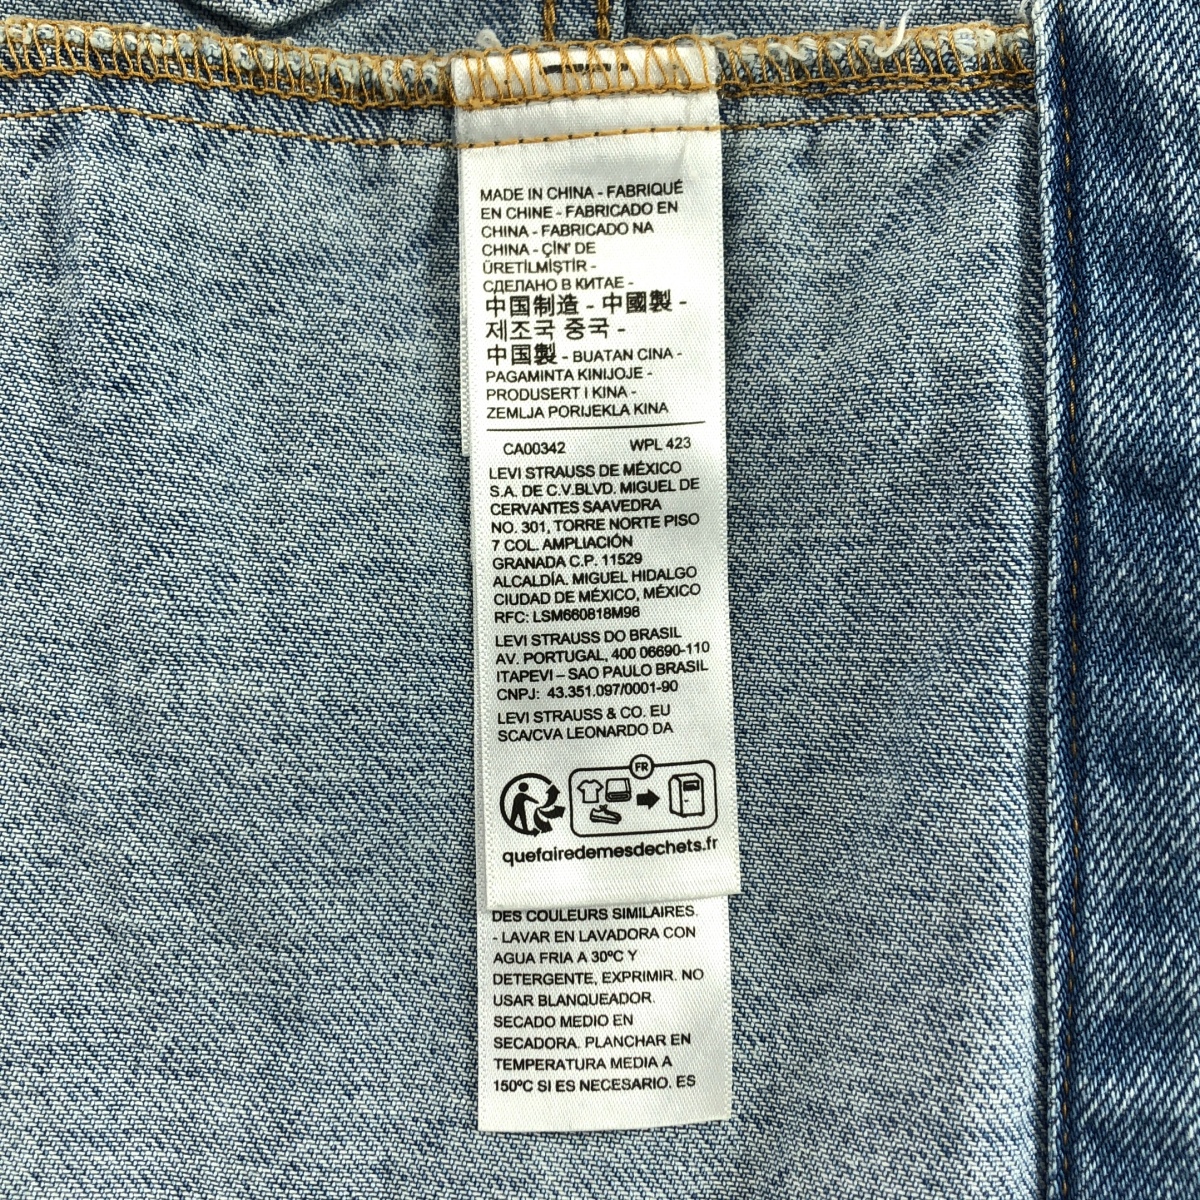 MADE IN CHINA - FABRIQUÉ
EN CHINE - FABRICADO EN
CHINA - FABRICADO NA
CHINA - ÇİN' DE
ÜRETİLMİŞTİR -
СДЕЛАНО В КИТАЕ -
中国制造 - 中國製 -
제조국 중국 -
中国製 - BUATAN CINA -
PAGAMINTA KINIJOJE -
PRODUSERT I KINA -
ZEMLJA PORIJEKLA KINA
CA00342 WPL 423
LEVI STRAUSS DE MÉXICO
S.A. DE C.V.BLVD. MIGUEL DE
CERVANTES SAAVEDRA
NO. 301, TORRE NORTE PISO
7 COL. AMPLIACIÓN
GRANADA C.P. 11529
ALCALDÍA. MIGUEL HIDALGO
CIUDAD DE MÉXICO, MÉXICO
RFC: LSM660818M98
LEVI STRAUSS DO BRASIL
AV. PORTUGAL, 400 06690-110
ITAPEVI – SAO PAULO BRASIL
CNPJ: 43.351.097/0001-90
LEVI STRAUSS & CO. EU
SCA/CVA LEONARDO DA
FR
quefairedemesdechets.fr
DES COULEURS SIMILAIRES.
- LAVAR EN LAVADORA CON
AGUA FRIA A 30ºC Y
DETERGENTE, EXPRIMIR. NO
USAR BLANQUEADOR.
SECADO MEDIO EN
SECADORA. PLANCHAR EN
TEMPERATURA MEDIA A
150ºC SI ES NECESARIO. ES